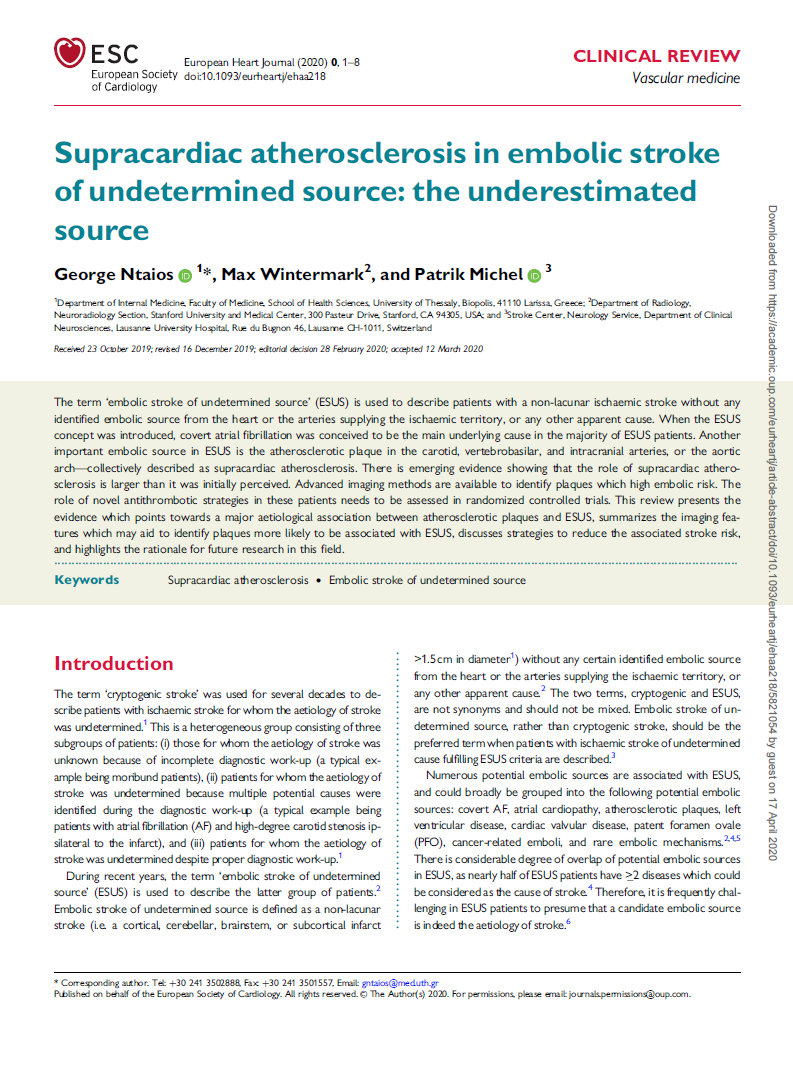 ESC
European Society
of Cardiology
European Heart Journal (2020) 0, 1–8
doi:10.1093/eurheartj/ehaa218
CLINICAL REVIEW
Vascular medicine
Supracardiac atherosclerosis in embolic stroke
of undetermined source: the underestimated
source
George Ntaios iD 1*, Max Wintermark2, and Patrik Michel iD 3
1Department of Internal Medicine, Faculty of Medicine, School of Health Sciences, University of Thessaly, Biopolis, 41110 Larissa, Greece; 2Department of Radiology,
Neuroradiology Section, Stanford University and Medical Center, 300 Pasteur Drive, Stanford, CA 94305, USA; and 3Stroke Center, Neurology Service, Department of Clinical
Neurosciences, Lausanne University Hospital, Rue du Bugnon 46, Lausanne CH-1011, Switzerland
Received 23 October 2019; revised 16 December 2019; editorial decision 28 February 2020; accepted 12 March 2020
The term ‘embolic stroke of undetermined source’ (ESUS) is used to describe patients with a non-lacunar ischaemic stroke without any
identified embolic source from the heart or the arteries supplying the ischaemic territory, or any other apparent cause. When the ESUS
concept was introduced, covert atrial fibrillation was conceived to be the main underlying cause in the majority of ESUS patients. Another
important embolic source in ESUS is the atherosclerotic plaque in the carotid, vertebrobasilar, and intracranial arteries, or the aortic
arch—collectively described as supracardiac atherosclerosis. There is emerging evidence showing that the role of supracardiac athero-
sclerosis is larger than it was initially perceived. Advanced imaging methods are available to identify plaques which high embolic risk. The
role of novel antithrombotic strategies in these patients needs to be assessed in randomized controlled trials. This review presents the
evidence which points towards a major aetiological association between atherosclerotic plaques and ESUS, summarizes the imaging fea-
tures which may aid to identify plaques more likely to be associated with ESUS, discusses strategies to reduce the associated stroke risk,
and highlights the rationale for future research in this field.
Keywords Supracardiac atherosclerosis • Embolic stroke of undetermined source
Introduction
The term ‘cryptogenic stroke’ was used for several decades to de-
scribe patients with ischaemic stroke for whom the aetiology of stroke
was undetermined.1 This is a heterogeneous group consisting of three
subgroups of patients: (i) those for whom the aetiology of stroke was
unknown because of incomplete diagnostic work-up (a typical ex-
ample being moribund patients), (ii) patients for whom the aetiology of
stroke was undetermined because multiple potential causes were
identified during the diagnostic work-up (a typical example being
patients with atrial fibrillation (AF) and high-degree carotid stenosis ip-
silateral to the infarct), and (iii) patients for whom the aetiology of
stroke was undetermined despite proper diagnostic work-up.1
During recent years, the term ‘embolic stroke of undetermined
source’ (ESUS) is used to describe the latter group of patients.2
Embolic stroke of undetermined source is defined as a non-lacunar
stroke (i.e. a cortical, cerebellar, brainstem, or subcortical infarct
>1.5 cm in diameter1) without any certain identified embolic source
from the heart or the arteries supplying the ischaemic territory, or
any other apparent cause.2 The two terms, cryptogenic and ESUS,
are not synonyms and should not be mixed. Embolic stroke of un-
determined source, rather than cryptogenic stroke, should be the
preferred term when patients with ischaemic stroke of undetermined
cause fulfilling ESUS criteria are described.3
Numerous potential embolic sources are associated with ESUS,
and could broadly be grouped into the following potential embolic
sources: covert AF, atrial cardiopathy, atherosclerotic plaques, left
ventricular disease, cardiac valvular disease, patent foramen ovale
(PFO), cancer-related emboli, and rare embolic mechanisms.2,4,5
There is considerable degree of overlap of potential embolic sources
in ESUS, as nearly half of ESUS patients have ≥2 diseases which could
be considered as the cause of stroke.4 Therefore, it is frequently chal-
lenging in ESUS patients to presume that a candidate embolic source
is indeed the aetiology of stroke.6
* Corresponding author. Tel: +30 241 3502888, Fax: +30 241 3501557, Email: gntaios@med.uth.gr
Published on behalf of the European Society of Cardiology. All rights reserved. © The Author(s) 2020. For permissions, please email: journals.permissions@oup.com.
Downloaded from https://academic.oup.com/eurheartj/article-abstract/doi/10.1093/eurheartj/ehaa218/5821054 by guest on 17 April 2020